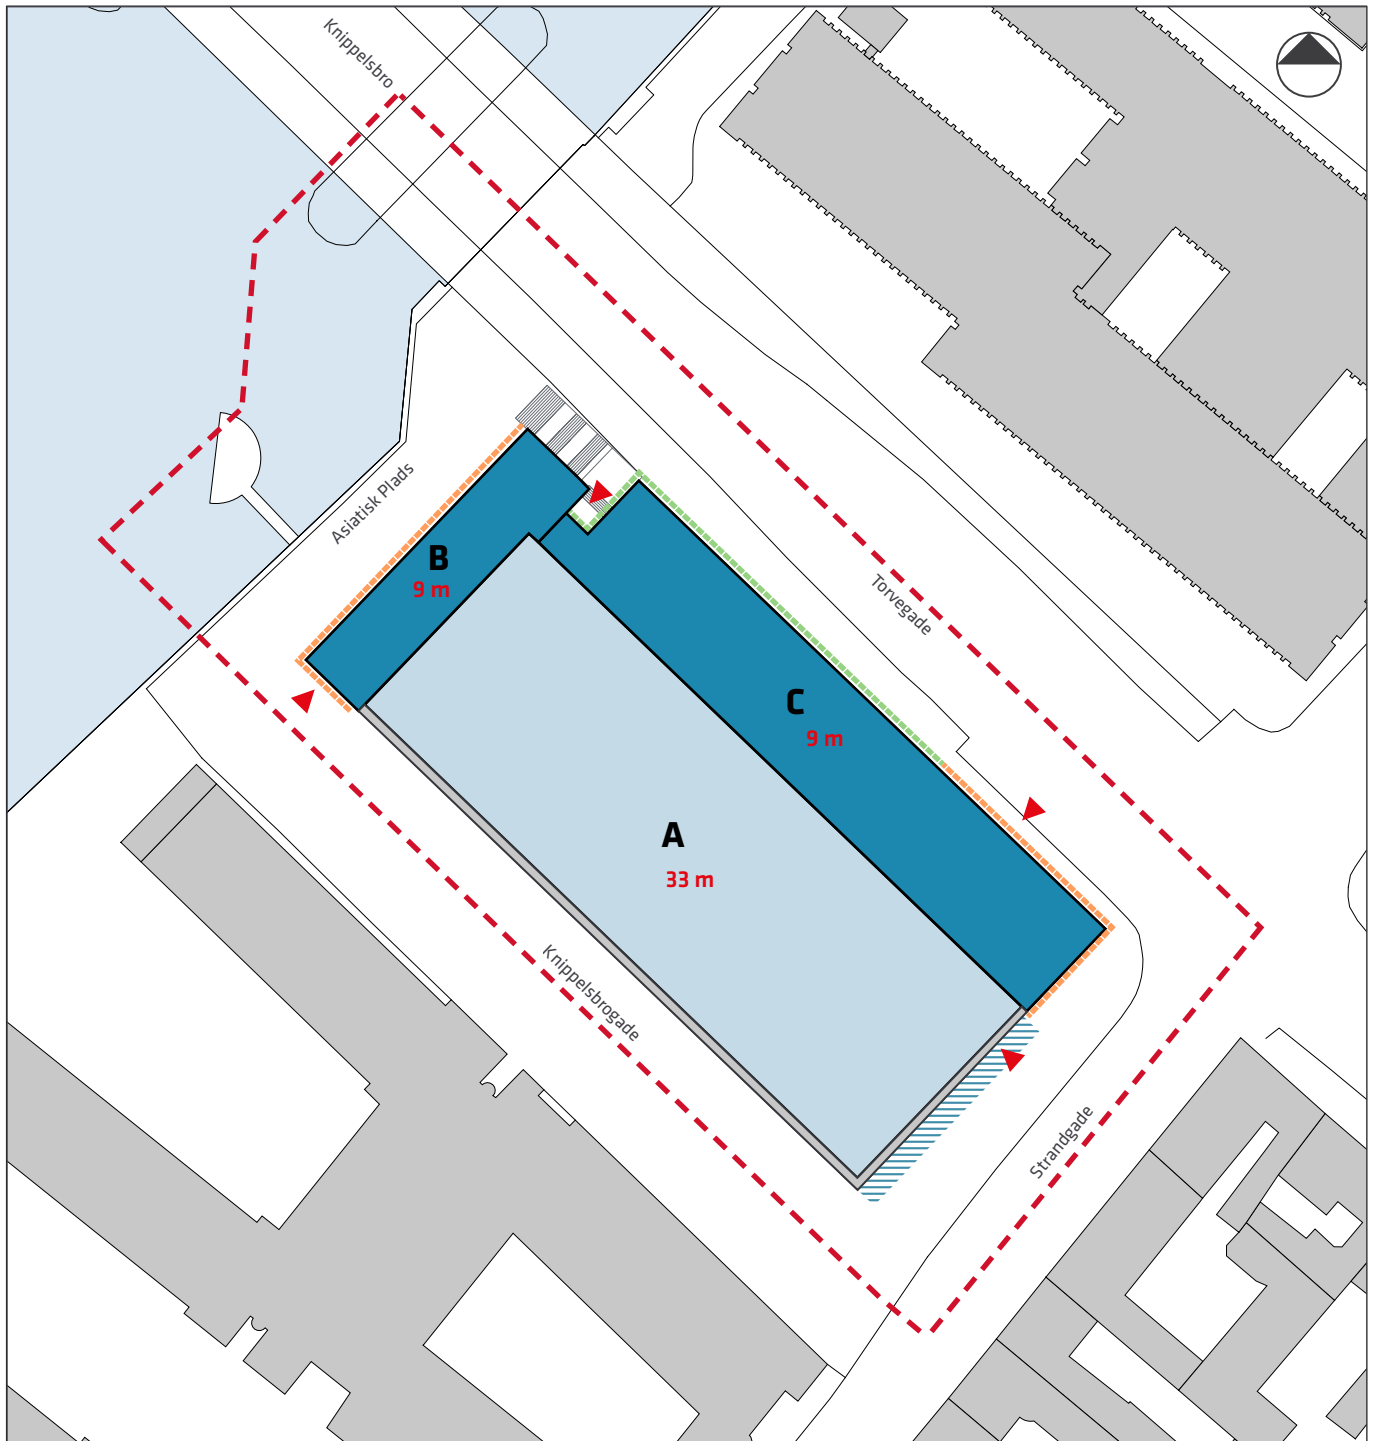 Knippelsbro
Asiatisk Plads
B
9 m
Torvegade
C
9 m
A
33 m
Knippelsbrogade
Strandgade